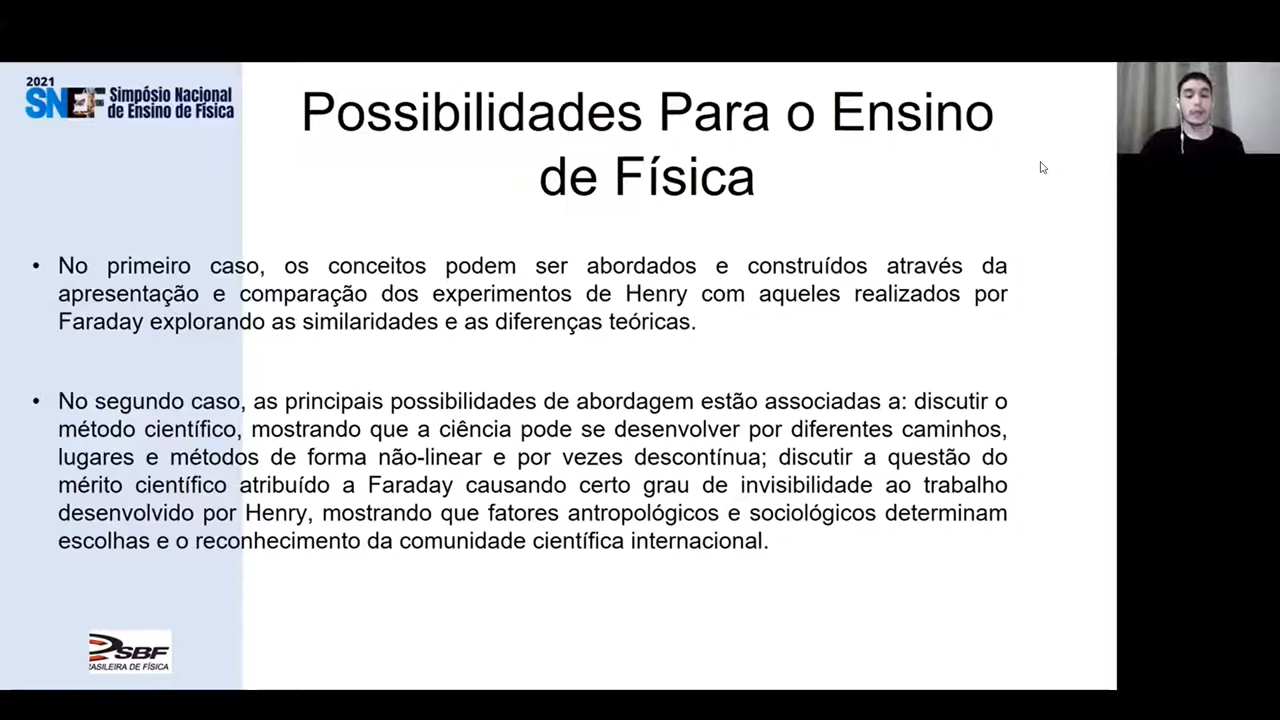 2021
SNEF Simpósio Nacional
de Ensino de Física
Possibilidades Para o Ensino
de Física
• No primeiro caso, os conceitos podem ser abordados e construídos através da
apresentação e comparação dos experimentos de Henry com aqueles realizados por
Faraday explorando as similaridades e as diferenças teóricas.
• No segundo caso, as principais possibilidades de abordagem estão associadas a: discutir o
método científico, mostrando que a ciência pode se desenvolver por diferentes caminhos,
lugares e métodos de forma não-linear e por vezes descontínua; discutir a questão do
mérito científico atribuído a Faraday causando certo grau de invisibilidade ao trabalho
desenvolvido por Henry, mostrando que fatores antropológicos e sociológicos determinam
escolhas e o reconhecimento da comunidade científica internacional.
SBF
BRASILEIRA DE FÍSICA